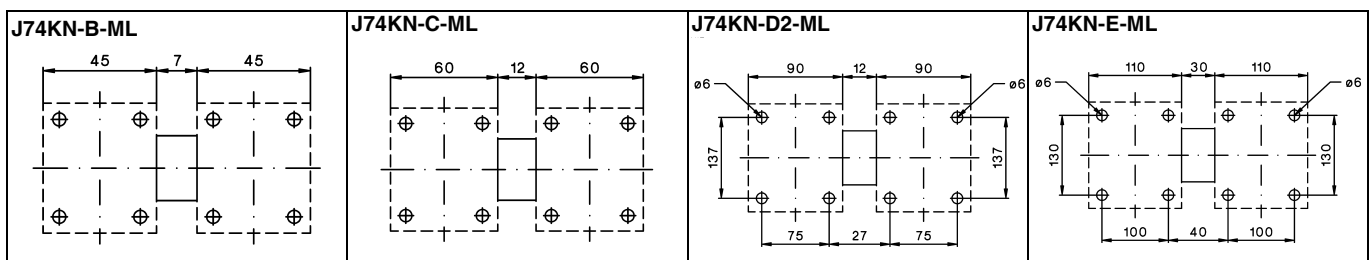 J74KN-B-ML
45 7 45
J74KN-C-ML
60 12 60
J74KN-D2-ML
90 12 90
ø6 ø6
137 137
75 27 75
J74KN-E-ML
110 30 110
ø6 ø6
130 130
100 40 100